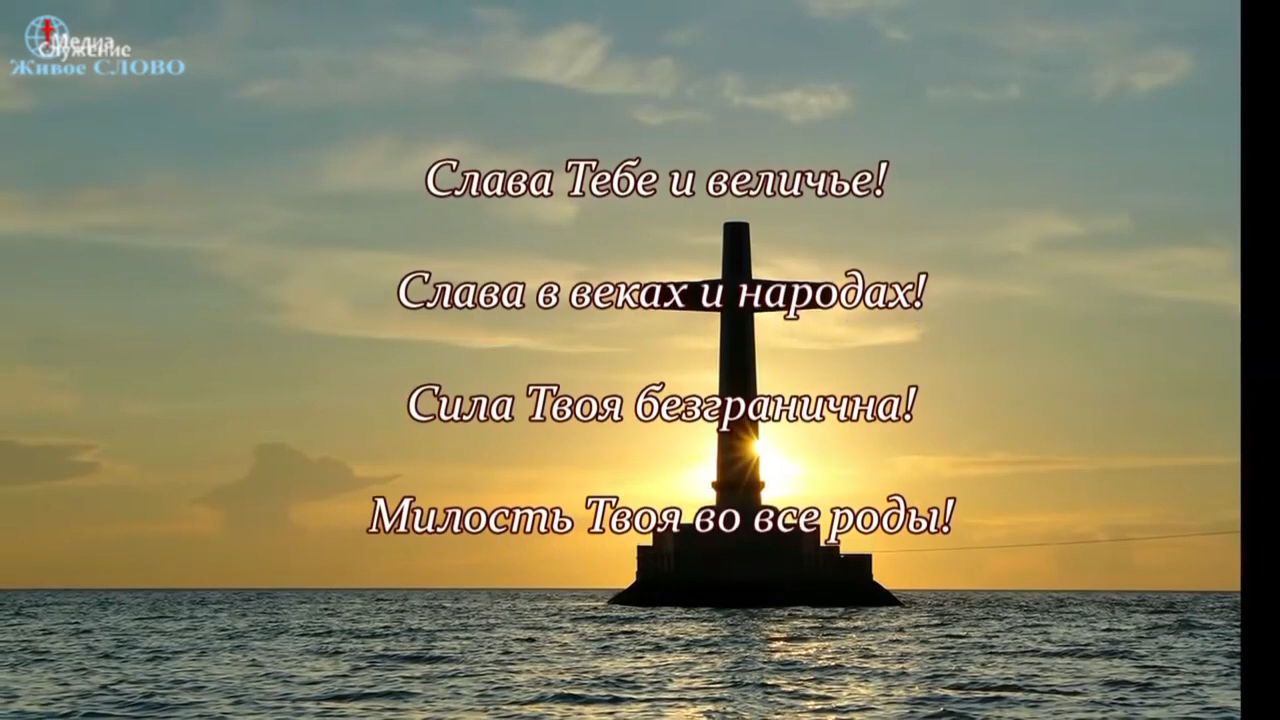 Медиа
Служение
Живое СЛОВО
Слава Тебе и величье!
Слава в веках и народах!
Сила Твоя безгранична!
Милость Твоя во все роды!